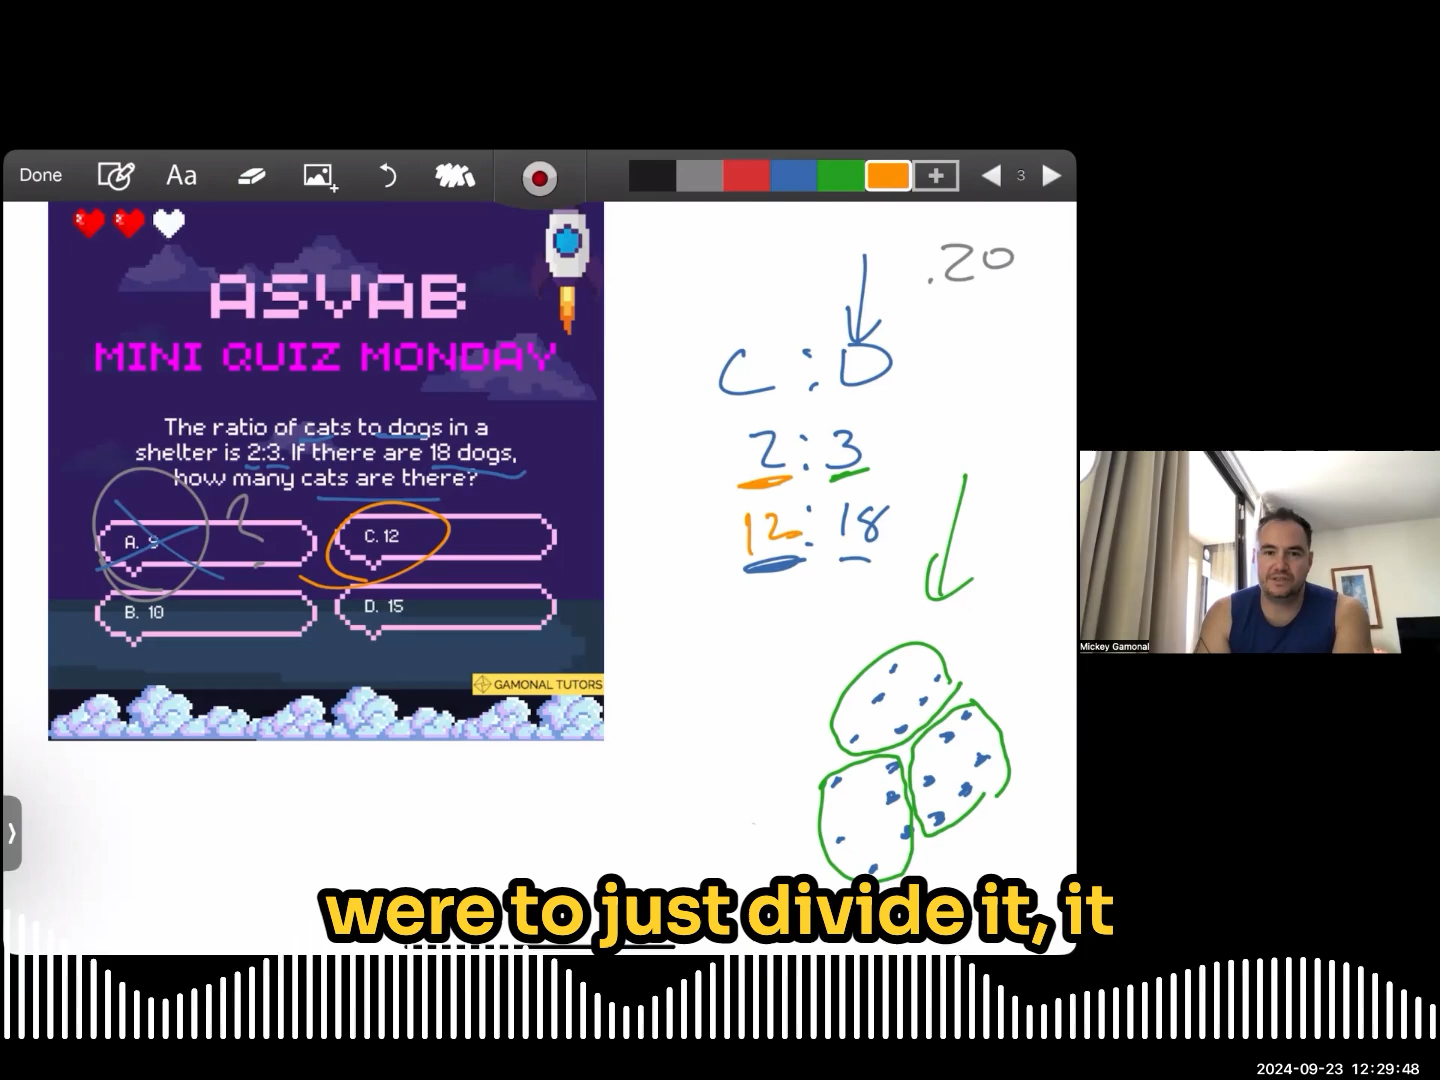 Done
Aa
3
ASVAB
MINI QUIZ MONDAY
The ratio of cats to dogs in a
shelter is 2:3. If there are 18 dogs,
how many cats are there?
A. 9
C. 12
B. 10
D. 15
GAMONAL TUTORS
.20
C : D
2 : 3
12 : 18
Mickey Gamonal
were to just divide it, it
2024-09-23 12:29:48